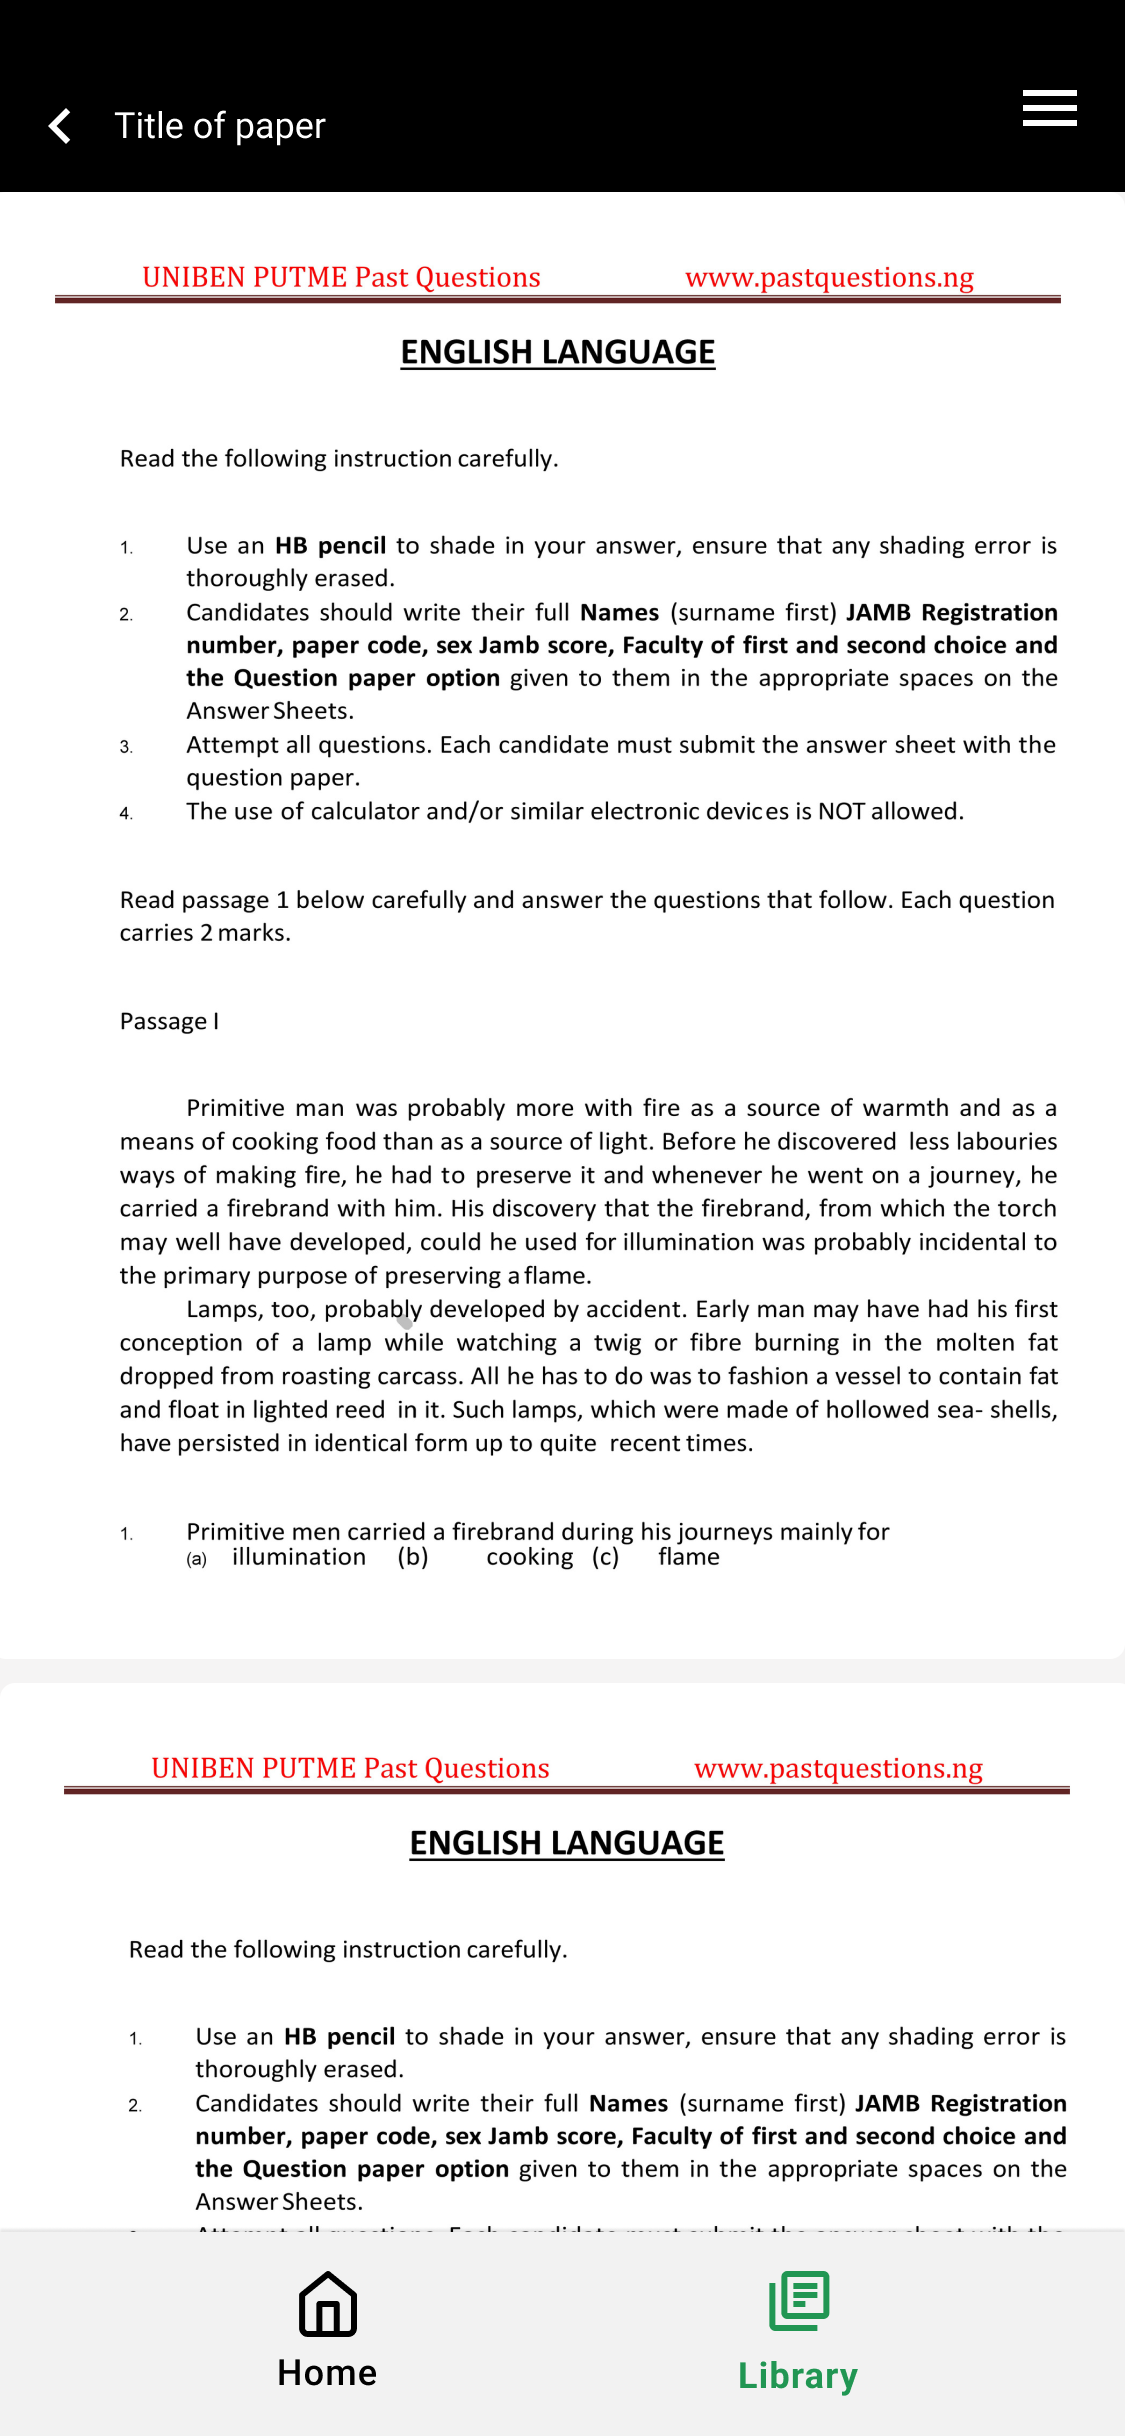 Title of paper
UNIBEN PUTME Past Questions www.pastquestions.ng
ENGLISH LANGUAGE
Read the following instruction carefully.
1. Use an HB pencil to shade in your answer, ensure that any shading error is
thoroughly erased.
2. Candidates should write their full Names (surname first) JAMB Registration
number, paper code, sex Jamb score, Faculty of first and second choice and
the Question paper option given to them in the appropriate spaces on the
Answer Sheets.
3. Attempt all questions. Each candidate must submit the answer sheet with the
question paper.
4. The use of calculator and/or similar electronic devices is NOT allowed.
Read passage 1 below carefully and answer the questions that follow. Each question
carries 2 marks.
Passage I
Primitive man was probably more with fire as a source of warmth and as a
means of cooking food than as a source of light. Before he discovered less labouries
ways of making fire, he had to preserve it and whenever he went on a journey, he
carried a firebrand with him. His discovery that the firebrand, from which the torch
may well have developed, could he used for illumination was probably incidental to
the primary purpose of preserving a flame.
Lamps, too, probably developed by accident. Early man may have had his first
conception of a lamp while watching a twig or fibre burning in the molten fat
dropped from roasting carcass. All he has to do was to fashion a vessel to contain fat
and float in lighted reed in it. Such lamps, which were made of hollowed sea- shells,
have persisted in identical form up to quite recent times.
1. Primitive men carried a firebrand during his journeys mainly for
(a) illumination (b) cooking (c) flame
UNIBEN PUTME Past Questions www.pastquestions.ng
ENGLISH LANGUAGE
Read the following instruction carefully.
1. Use an HB pencil to shade in your answer, ensure that any shading error is
thoroughly erased.
2. Candidates should write their full Names (surname first) JAMB Registration
number, paper code, sex Jamb score, Faculty of first and second choice and
the Question paper option given to them in the appropriate spaces on the
Answer Sheets.
Home
Library